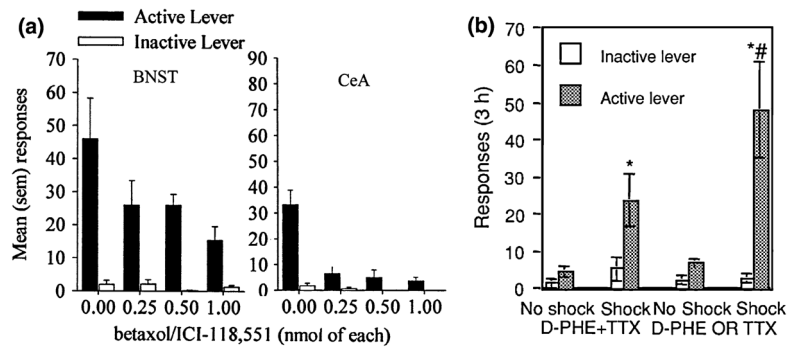 (a)
Active Lever
Inactive Lever
BNST
CeA
Mean (sem) responses
70
60
50
40
30
20
10
0
90
80
70
60
50
40
30
20
10
0
0.00 0.25 0.50 1.00
0.00 0.25 0.50 1.00
betaxol/ICI-118,551 (nmol of each)
(b)
Inactive lever
Active lever
Responses (3 h)
70
60
50
40
30
20
10
0
*
*#
No shock Shock No Shock Shock
D-PHE+TTX D-PHE OR TTX